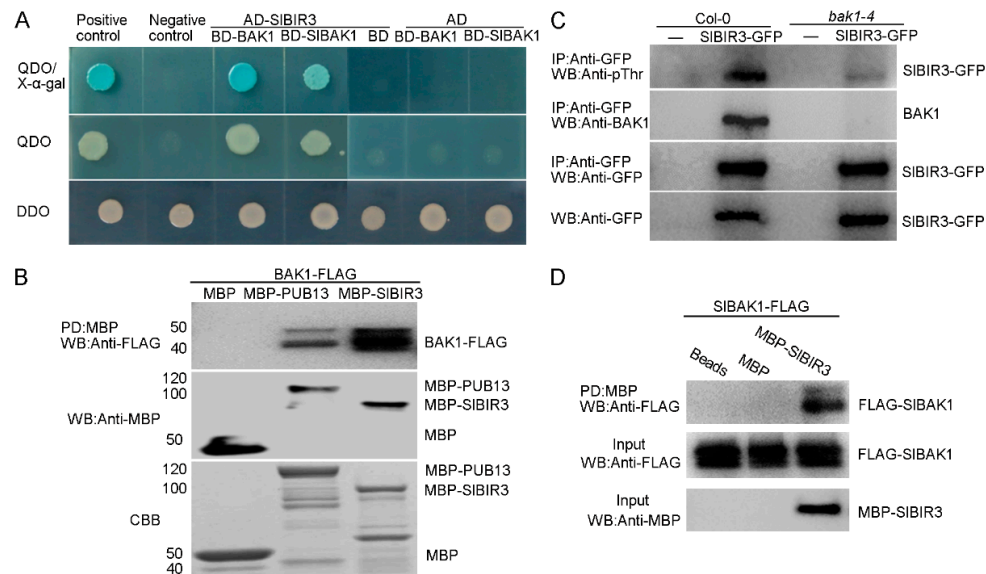 A
Positive control
Negative control
AD-SlBIR3
AD
BD-BAK1 BD-SlBAK1 BD BD-BAK1 BD-SlBAK1
QDO/
X-α-gal
QDO
DDO
B
BAK1-FLAG
MBP MBP-PUB13 MBP-SlBIR3
PD:MBP
WB:Anti-FLAG
50
40
BAK1-FLAG
WB:Anti-MBP
120
100
50
MBP-PUB13
MBP-SlBIR3
MBP
CBB
120
100
50
40
MBP-PUB13
MBP-SlBIR3
MBP
C
Col-0
bak1-4
— SlBIR3-GFP — SlBIR3-GFP
IP:Anti-GFP
WB:Anti-pThr
SlBIR3-GFP
IP:Anti-GFP
WB:Anti-BAK1
BAK1
IP:Anti-GFP
WB:Anti-GFP
SlBIR3-GFP
WB:Anti-GFP
SlBIR3-GFP
D
SlBAK1-FLAG
Beads MBP MBP-SlBIR3
PD:MBP
WB:Anti-FLAG
FLAG-SlBAK1
Input
WB:Anti-FLAG
FLAG-SlBAK1
Input
WB:Anti-MBP
MBP-SlBIR3